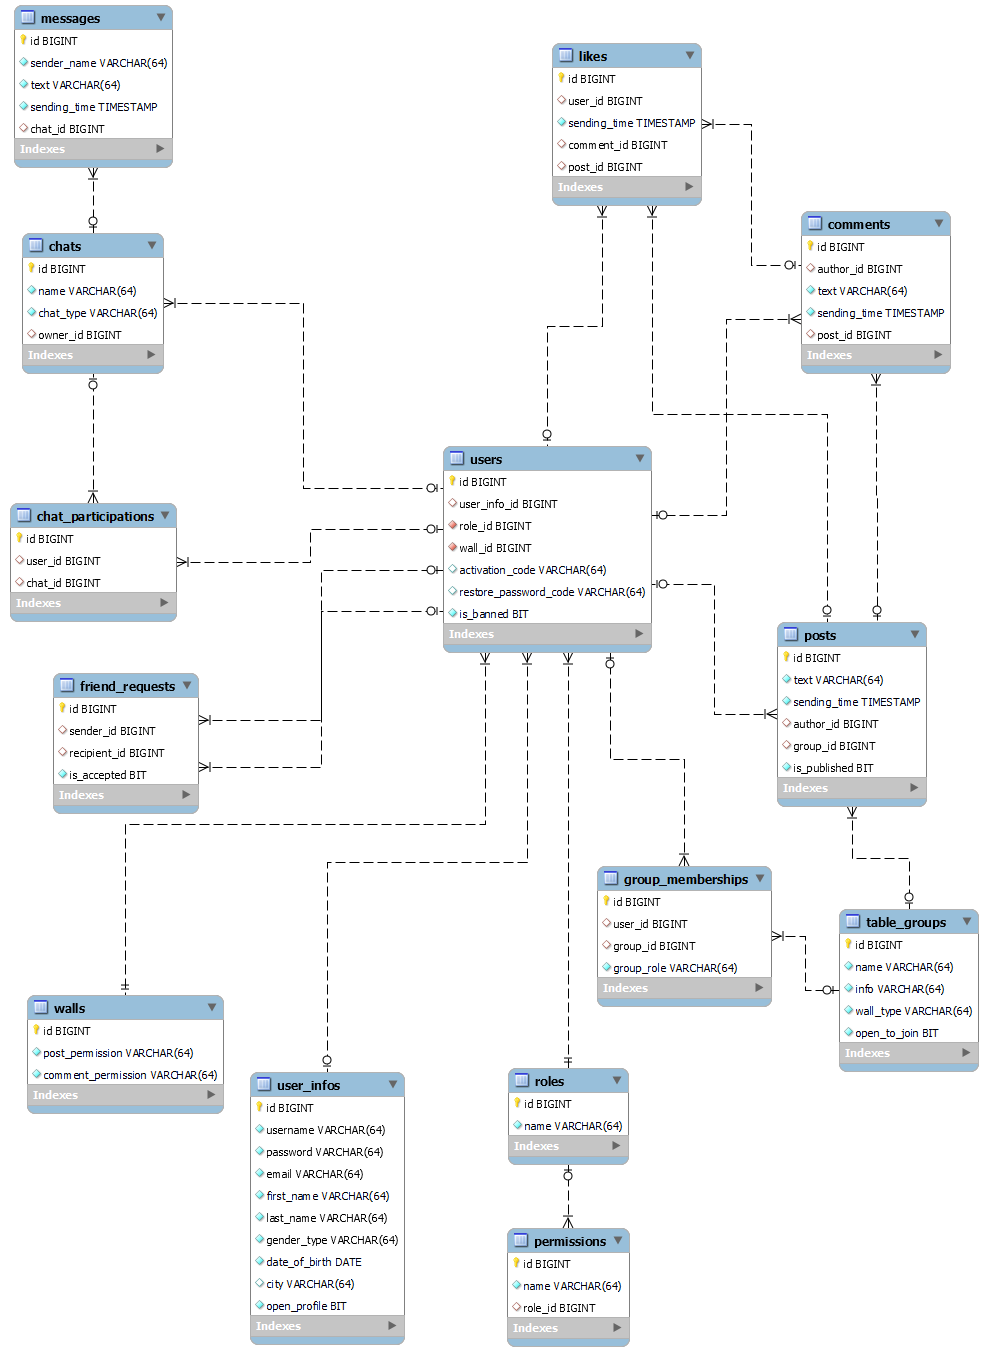 messages
id BIGINT
sender_name VARCHAR(64)
text VARCHAR(64)
sending_time TIMESTAMP
chat_id BIGINT
Indexes
likes
id BIGINT
user_id BIGINT
sending_time TIMESTAMP
comment_id BIGINT
post_id BIGINT
Indexes
chats
id BIGINT
name VARCHAR(64)
chat_type VARCHAR(64)
owner_id BIGINT
Indexes
comments
id BIGINT
author_id BIGINT
text VARCHAR(64)
sending_time TIMESTAMP
post_id BIGINT
Indexes
users
id BIGINT
user_info_id BIGINT
role_id BIGINT
wall_id BIGINT
activation_code VARCHAR(64)
restore_password_code VARCHAR(64)
is_banned BIT
Indexes
chat_participations
id BIGINT
user_id BIGINT
chat_id BIGINT
Indexes
posts
id BIGINT
text VARCHAR(64)
sending_time TIMESTAMP
author_id BIGINT
group_id BIGINT
is_published BIT
Indexes
friend_requests
id BIGINT
sender_id BIGINT
recipient_id BIGINT
is_accepted BIT
Indexes
group_memberships
id BIGINT
user_id BIGINT
group_id BIGINT
group_role VARCHAR(64)
Indexes
table_groups
id BIGINT
name VARCHAR(64)
info VARCHAR(64)
wall_type VARCHAR(64)
open_to_join BIT
Indexes
walls
id BIGINT
post_permission VARCHAR(64)
comment_permission VARCHAR(64)
Indexes
user_infos
id BIGINT
username VARCHAR(64)
password VARCHAR(64)
email VARCHAR(64)
first_name VARCHAR(64)
last_name VARCHAR(64)
gender_type VARCHAR(64)
date_of_birth DATE
city VARCHAR(64)
open_profile BIT
Indexes
roles
id BIGINT
name VARCHAR(64)
Indexes
permissions
id BIGINT
name VARCHAR(64)
role_id BIGINT
Indexes